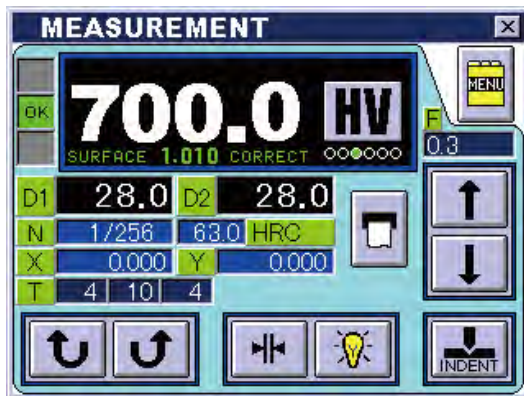 MEASUREMENT
MENU
OK
700.0 HV
SURFACE 1.010 CORRECT
F
0.3
D1 28.0 D2 28.0
N 1/256 63.0 HRC
X 0.000 Y 0.000
T 4 10 4
INDENT